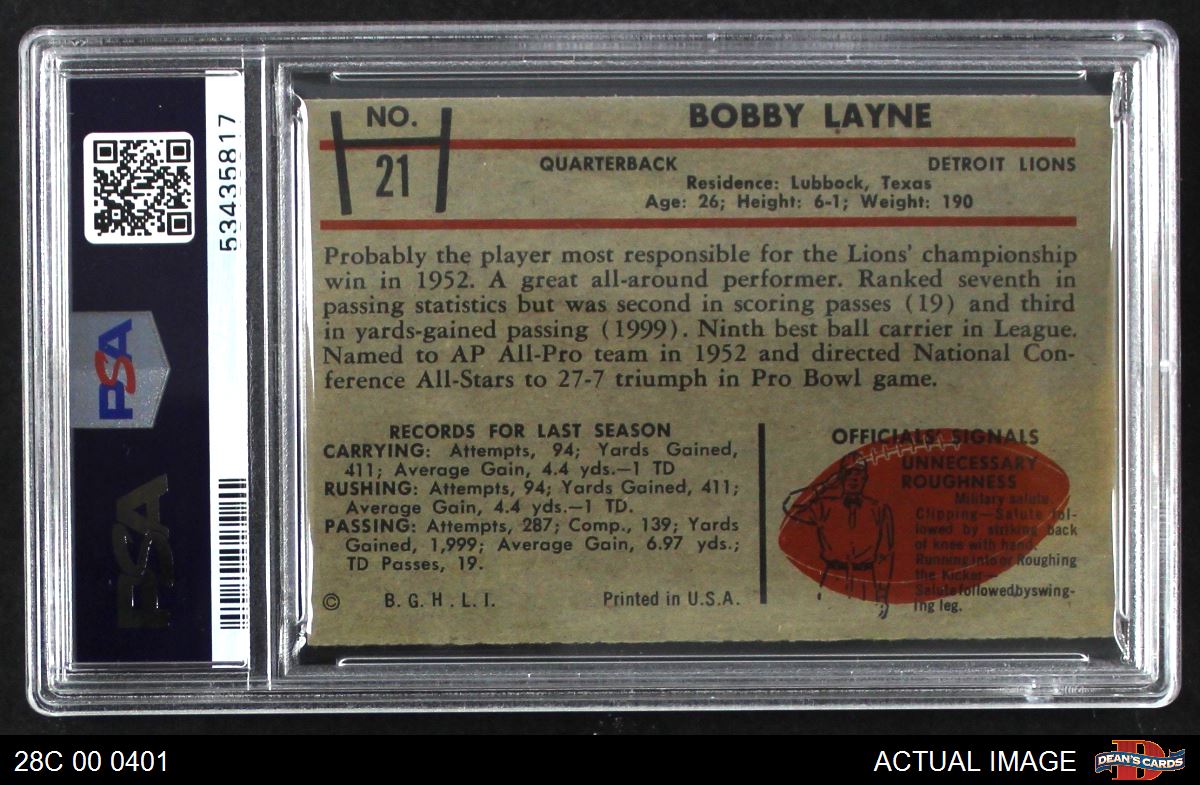 53435817
PSA
PSA
NO.
21
BOBBY LAYNE
QUARTERBACK
DETROIT LIONS
Residence: Lubbock, Texas
Age: 26; Height: 6-1; Weight: 190
Probably the player most responsible for the Lions' championship
win in 1952. A great all-around performer. Ranked seventh in
passing statistics but was second in scoring passes (19) and third
in yards-gained passing (1999). Ninth best ball carrier in League.
Named to AP All-Pro team in 1952 and directed National Con-
ference All-Stars to 27-7 triumph in Pro Bowl game.
RECORDS FOR LAST SEASON
CARRYING: Attempts, 94; Yards Gained,
411; Average Gain, 4.4 yds.—1 TD
RUSHING: Attempts, 94; Yards Gained, 411;
Average Gain, 4.4 yds.—1 TD.
PASSING: Attempts, 287; Comp., 139; Yards
Gained, 1,999; Average Gain, 6.97 yds.;
TD Passes, 19.
© B. G. H. L. I.
Printed in U.S.A.
OFFICIALS' SIGNALS
UNNECESSARY
ROUGHNESS
Military salute.
Clipping—Salute fol-
lowed by striking back
of knee with hand.
Running into or Roughing
the Kicker—
Salute followed by swing-
ing leg.
28C 00 0401
ACTUAL IMAGE
D
DEAN'S CARDS